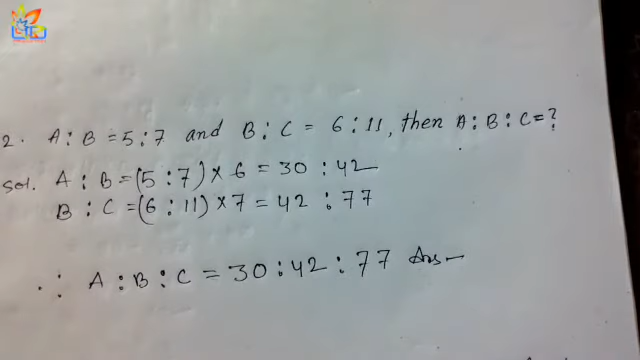 2. A : B = 5 : 7 and B : C = 6 : 11, then A : B : C = ?
Sol. A : B = (5 : 7) × 6 = 30 : 42
B : C = (6 : 11) × 7 = 42 : 77
∴ A : B : C = 30 : 42 : 77 Ans